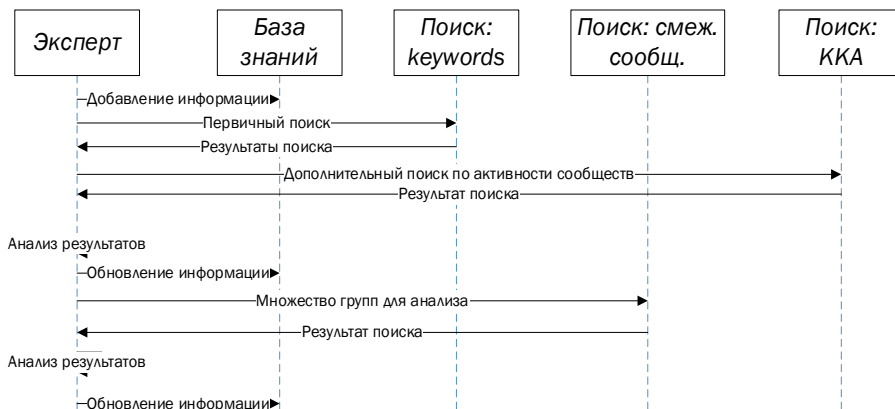 Эксперт
База
знаний
Поиск:
keywords
Поиск: смеж.
сообщ.
Поиск:
ККА
Добавление информации
Первичный поиск
Результаты поиска
Дополнительный поиск по активности сообществ
Результат поиска
Анализ результатов
Обновление информации
Множество групп для анализа
Результат поиска
Анализ результатов
Обновление информации